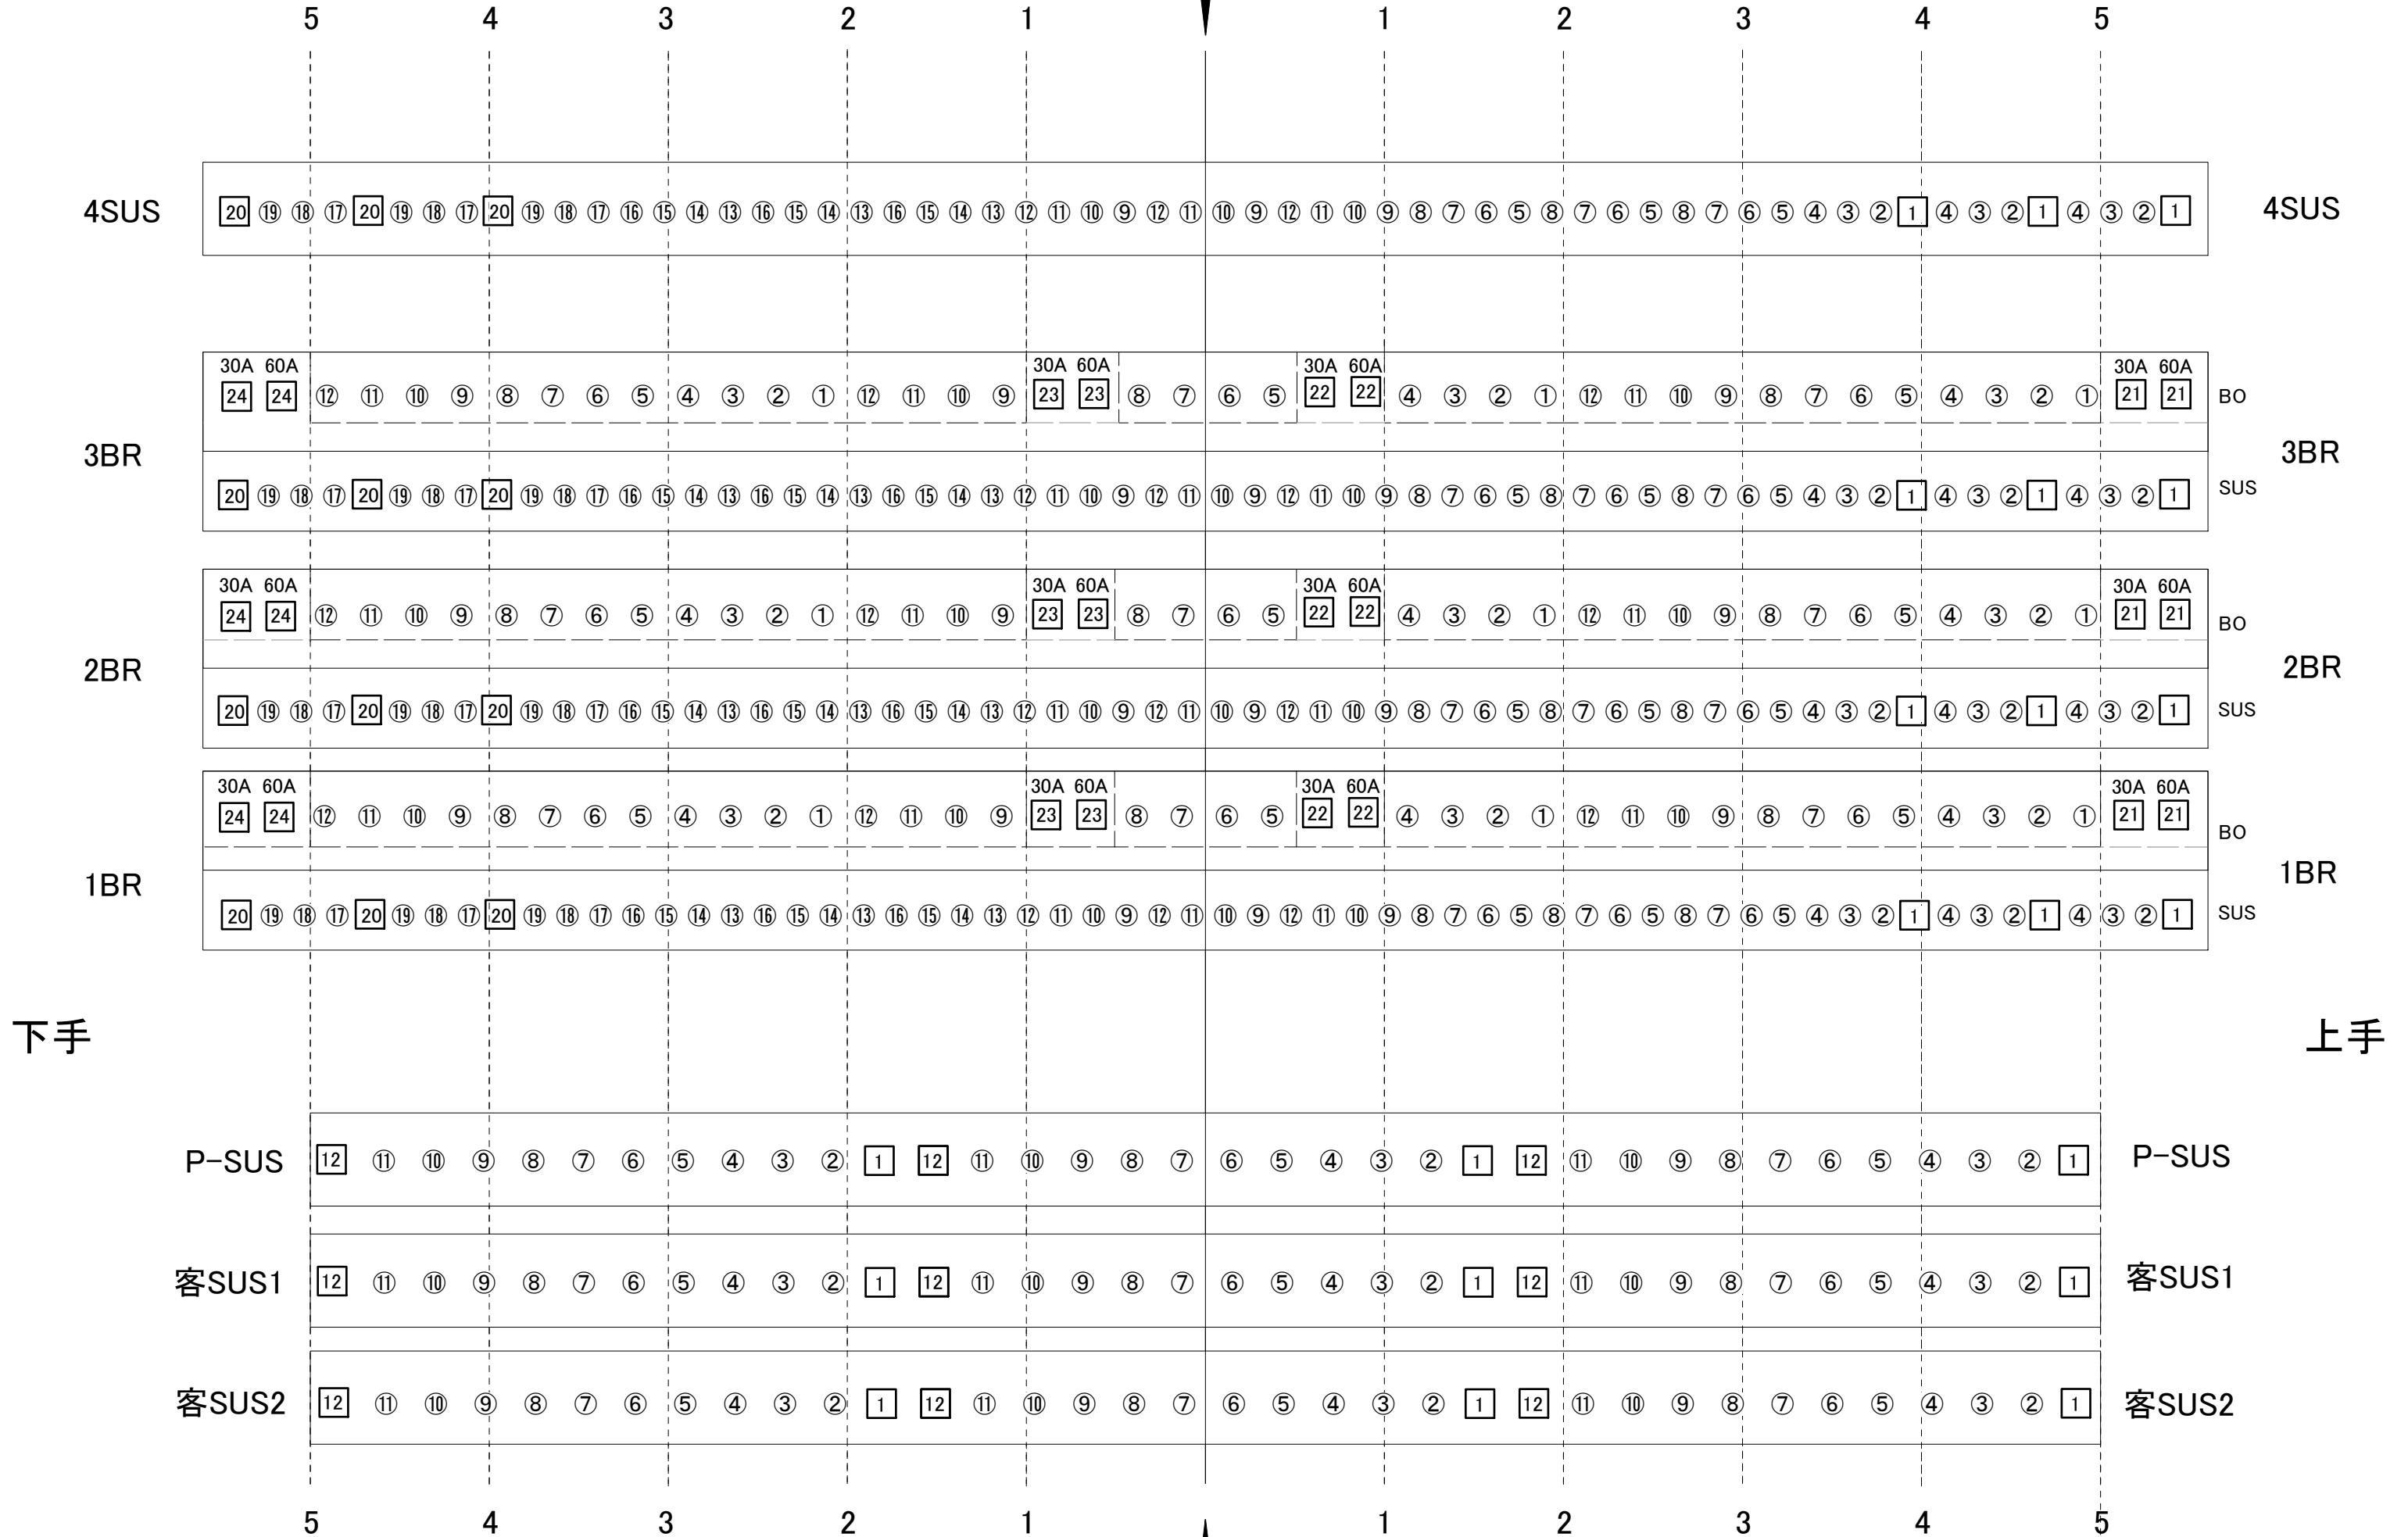 5 4 3 2 1 1 2 3 4 5
4SUS 20 ⑲ ⑱ ⑰ 20 ⑲ ⑱ ⑰ 20 ⑲ ⑱ ⑰ ⑯ ⑮ ⑭ ⑬ ⑯ ⑮ ⑭ ⑬ ⑯ ⑮ ⑭ ⑬ ⑫ ⑪ ⑩ ⑨ ⑫ ⑪ ⑩ ⑨ ⑫ ⑪ ⑩ ⑨ ⑧ ⑦ ⑥ ⑤ ⑧ ⑦ ⑥ ⑤ ⑧ ⑦ ⑥ ⑤ ④ ③ ② 1 ④ ③ ② 1 ④ ③ ② 1 4SUS
30A 60A 30A 60A 30A 60A 30A 60A
24 24 ⑫ ⑪ ⑩ ⑨ ⑧ ⑦ ⑥ ⑤ ④ ③ ② ① ⑫ ⑪ ⑩ ⑨ 23 23 ⑧ ⑦ ⑥ ⑤ 22 22 ④ ③ ② ① ⑫ ⑪ ⑩ ⑨ ⑧ ⑦ ⑥ ⑤ ④ ③ ② ① 21 21 BO
3BR 3BR
20 ⑲ ⑱ ⑰ 20 ⑲ ⑱ ⑰ 20 ⑲ ⑱ ⑰ ⑯ ⑮ ⑭ ⑬ ⑯ ⑮ ⑭ ⑬ ⑯ ⑮ ⑭ ⑬ ⑫ ⑪ ⑩ ⑨ ⑫ ⑪ ⑩ ⑨ ⑫ ⑪ ⑩ ⑨ ⑧ ⑦ ⑥ ⑤ ⑧ ⑦ ⑥ ⑤ ⑧ ⑦ ⑥ ⑤ ④ ③ ② 1 ④ ③ ② 1 ④ ③ ② 1 SUS
30A 60A 30A 60A 30A 60A 30A 60A
24 24 ⑫ ⑪ ⑩ ⑨ ⑧ ⑦ ⑥ ⑤ ④ ③ ② ① ⑫ ⑪ ⑩ ⑨ 23 23 ⑧ ⑦ ⑥ ⑤ 22 22 ④ ③ ② ① ⑫ ⑪ ⑩ ⑨ ⑧ ⑦ ⑥ ⑤ ④ ③ ② ① 21 21 BO
2BR 2BR
20 ⑲ ⑱ ⑰ 20 ⑲ ⑱ ⑰ 20 ⑲ ⑱ ⑰ ⑯ ⑮ ⑭ ⑬ ⑯ ⑮ ⑭ ⑬ ⑯ ⑮ ⑭ ⑬ ⑫ ⑪ ⑩ ⑨ ⑫ ⑪ ⑩ ⑨ ⑫ ⑪ ⑩ ⑨ ⑧ ⑦ ⑥ ⑤ ⑧ ⑦ ⑥ ⑤ ⑧ ⑦ ⑥ ⑤ ④ ③ ② 1 ④ ③ ② 1 ④ ③ ② 1 SUS
30A 60A 30A 60A 30A 60A 30A 60A
24 24 ⑫ ⑪ ⑩ ⑨ ⑧ ⑦ ⑥ ⑤ ④ ③ ② ① ⑫ ⑪ ⑩ ⑨ 23 23 ⑧ ⑦ ⑥ ⑤ 22 22 ④ ③ ② ① ⑫ ⑪ ⑩ ⑨ ⑧ ⑦ ⑥ ⑤ ④ ③ ② ① 21 21 BO
1BR 1BR
20 ⑲ ⑱ ⑰ 20 ⑲ ⑱ ⑰ 20 ⑲ ⑱ ⑰ ⑯ ⑮ ⑭ ⑬ ⑯ ⑮ ⑭ ⑬ ⑯ ⑮ ⑭ ⑬ ⑫ ⑪ ⑩ ⑨ ⑫ ⑪ ⑩ ⑨ ⑫ ⑪ ⑩ ⑨ ⑧ ⑦ ⑥ ⑤ ⑧ ⑦ ⑥ ⑤ ⑧ ⑦ ⑥ ⑤ ④ ③ ② 1 ④ ③ ② 1 ④ ③ ② 1 SUS
下手 上手
P-SUS 12 ⑪ ⑩ ⑨ ⑧ ⑦ ⑥ ⑤ ④ ③ ② 1 12 ⑪ ⑩ ⑨ ⑧ ⑦ ⑥ ⑤ ④ ③ ② 1 12 ⑪ ⑩ ⑨ ⑧ ⑦ ⑥ ⑤ ④ ③ ② 1 P-SUS
客SUS1 12 ⑪ ⑩ ⑨ ⑧ ⑦ ⑥ ⑤ ④ ③ ② 1 12 ⑪ ⑩ ⑨ ⑧ ⑦ ⑥ ⑤ ④ ③ ② 1 12 ⑪ ⑩ ⑨ ⑧ ⑦ ⑥ ⑤ ④ ③ ② 1 客SUS1
客SUS2 12 ⑪ ⑩ ⑨ ⑧ ⑦ ⑥ ⑤ ④ ③ ② 1 12 ⑪ ⑩ ⑨ ⑧ ⑦ ⑥ ⑤ ④ ③ ② 1 12 ⑪ ⑩ ⑨ ⑧ ⑦ ⑥ ⑤ ④ ③ ② 1 客SUS2
5 4 3 2 1 1 2 3 4 5